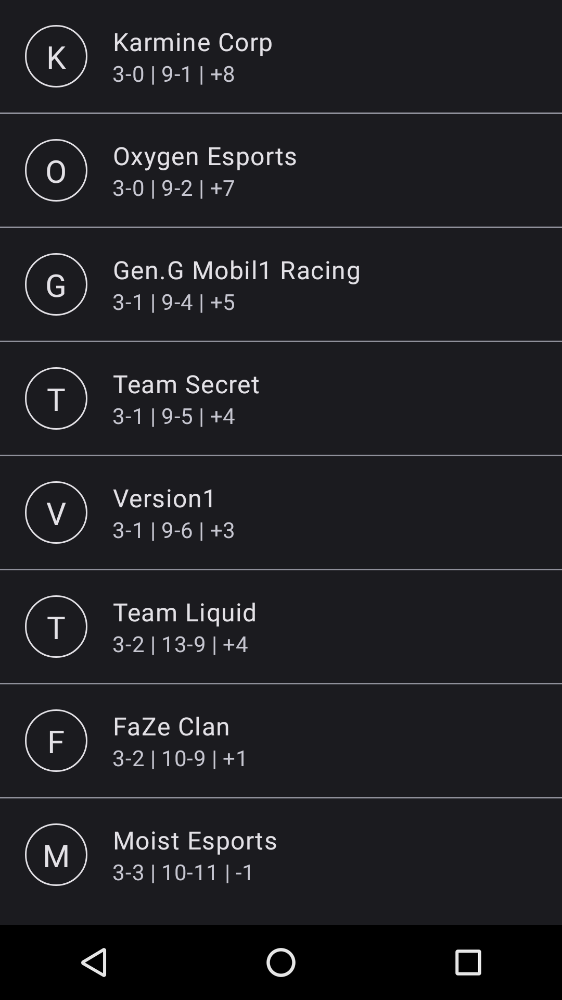 K
Karmine Corp
3-0 | 9-1 | +8
O
Oxygen Esports
3-0 | 9-2 | +7
G
Gen.G Mobil1 Racing
3-1 | 9-4 | +5
T
Team Secret
3-1 | 9-5 | +4
V
Version1
3-1 | 9-6 | +3
T
Team Liquid
3-2 | 13-9 | +4
F
FaZe Clan
3-2 | 10-9 | +1
M
Moist Esports
3-3 | 10-11 | -1